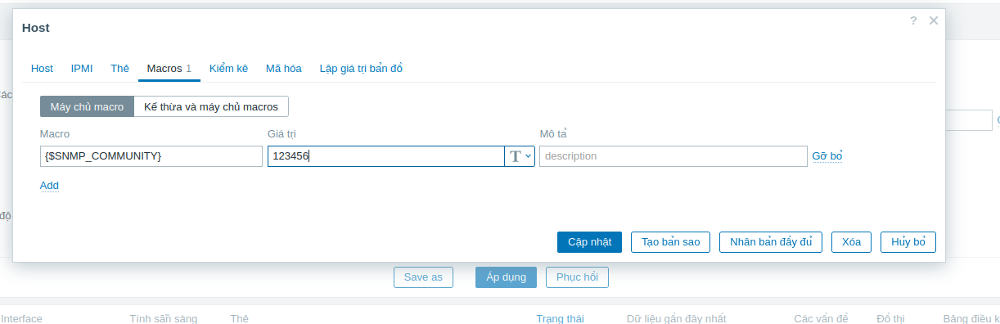 Host ?
Host IPMI Thẻ Macros 1 Kiểm kê Mã hóa Lập giá trị bản đồ
Các
Máy chủ macro Kế thừa và máy chủ macros
Macro Giá trị Mô tả
{$SNMP_COMMUNITY} 123456 T description Gỡ bỏ
Add
độ
Cập nhật Tạo bản sao Nhân bản đầy đủ Xóa Hủy bỏ
Save as Áp dụng Phục hồi
Interface Tính sẵn sàng Thẻ Trạng thái Dữ liệu gần đây nhất Các vấn đề Đồ thị Bảng điều k